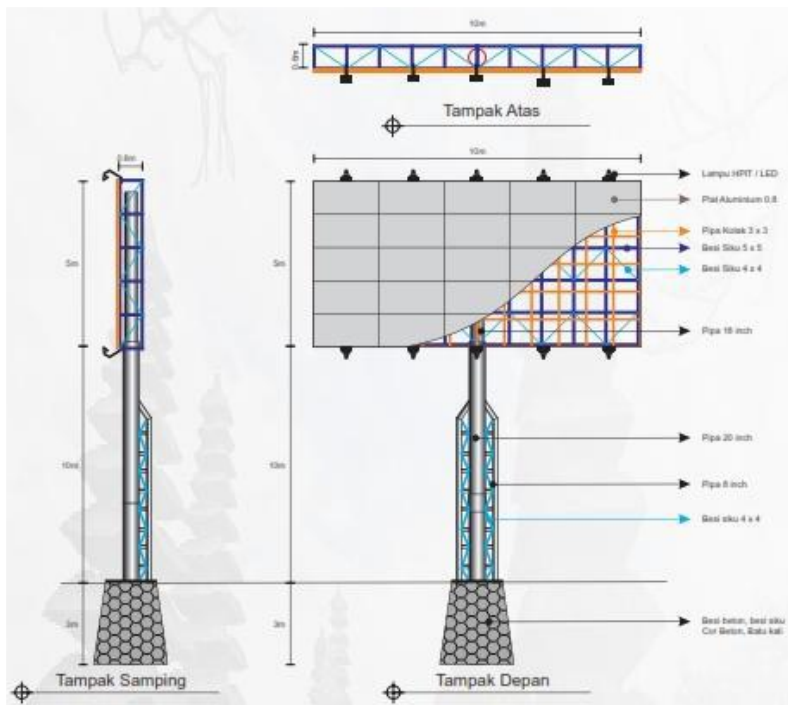 10m
0.6m
Tampak Atas
10m
0.8m
Lampu HPIT / LED
Plat Aluminium 0,8
Pipa Kotak 3 x 3
Besi Siku 5 x 5
Besi Siku 4 x 4
5m
5m
Pipa 18 inch
Pipa 20 inch
10m
10m
Pipa 8 inch
Besi siku 4 x 4
3m
3m
Besi beton, besi siku
Cor Beton, Batu kali
Tampak Samping
Tampak Depan